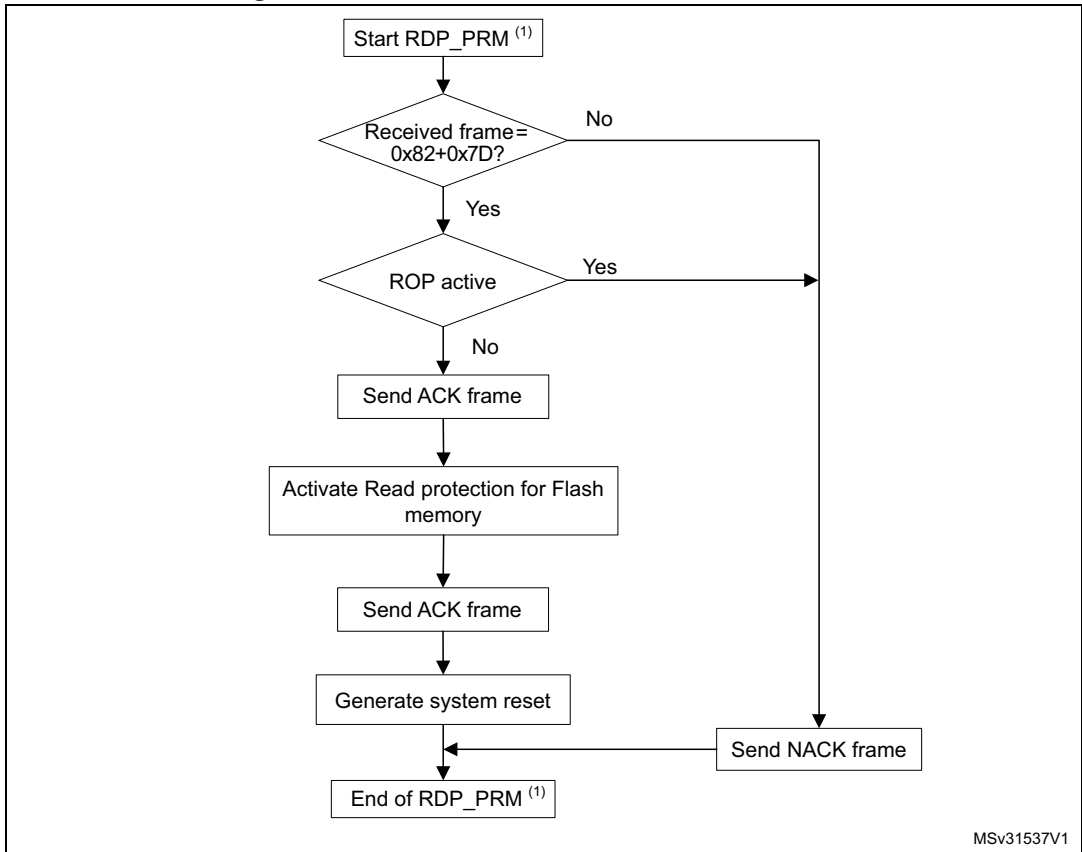 Start RDP_PRM (1)
Received frame=
0x82+0x7D?
No
Yes
ROP active
Yes
No
Send ACK frame
Activate Read protection for Flash
memory
Send ACK frame
Generate system reset
Send NACK frame
End of RDP_PRM (1)
MSv31537V1